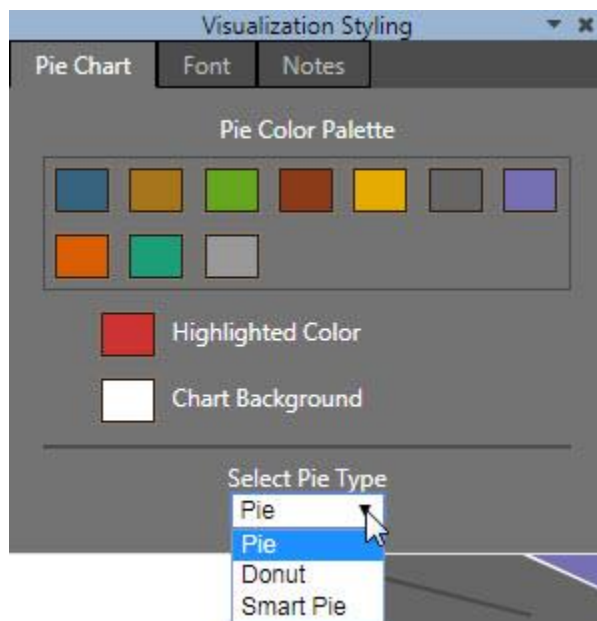 Visualization Styling
Pie Chart Font Notes
Pie Color Palette
Highlighted Color
Chart Background
Select Pie Type
Pie
Pie
Donut
Smart Pie